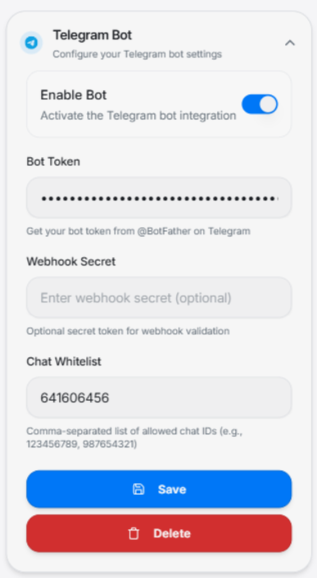 Telegram Bot
Configure your Telegram bot settings
Enable Bot
Activate the Telegram bot integration
Bot Token
••••••••••••••••••••••••••••••••••
Get your bot token from @BotFather on Telegram
Webhook Secret
Enter webhook secret (optional)
Optional secret token for webhook validation
Chat Whitelist
641606456
Comma-separated list of allowed chat IDs (e.g.,
123456789, 987654321)
Save
Delete